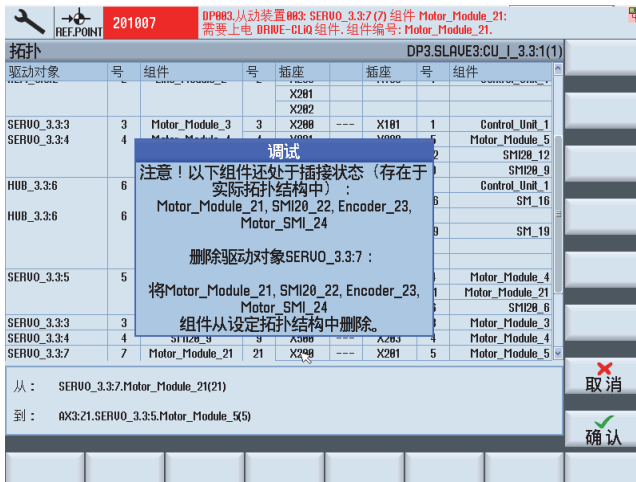 REF.POINT
201007
DP003.从动装置003: SERVO_3.3:7 (7) 组件 Motor_Module_21:
需要上电 DRIVE-CLiQ 组件. 组件编号: Motor_Module_21.
拓扑 DP3.SLAVE3:CU_I_3.3:1(1)
驱动对象 号 组件 号 插座 插座 号 组件
X201
X202
SERVO_3.3:3 3 Motor_Module_3 3 X200 --- X101 1 Control_Unit_1
SERVO_3.3:4 4 5 Motor_Module_5
SMI20_12
SMI20_9
HUB_3.3:6 6 Control_Unit_1
SM_16
HUB_3.3:6 6
SM_19
SERVO_3.3:5 5 Motor_Module_4
Motor_Module_21
SMI20_6
SERVO_3.3:3 3 Motor_Module_3
SERVO_3.3:4 4 SMI20_9 9 X500 --- X203 4 Motor_Module_4
SERVO_3.3:7 7 Motor_Module_21 21 --- X201 5 Motor_Module_5
调试
注意！以下组件还处于插接状态（存在于
实际拓扑结构中）:
Motor_Module_21, SMI20_22, Encoder_23,
Motor_SMI_24
删除驱动对象SERVO_3.3:7 :
将Motor_Module_21, SMI20_22, Encoder_23,
Motor_SMI_24
组件从设定拓扑结构中删除。
从: SERVO_3.3:7.Motor_Module_21(21)
到: AX3:21.SERVO_3.3:5.Motor_Module_5(5)
取消
确认